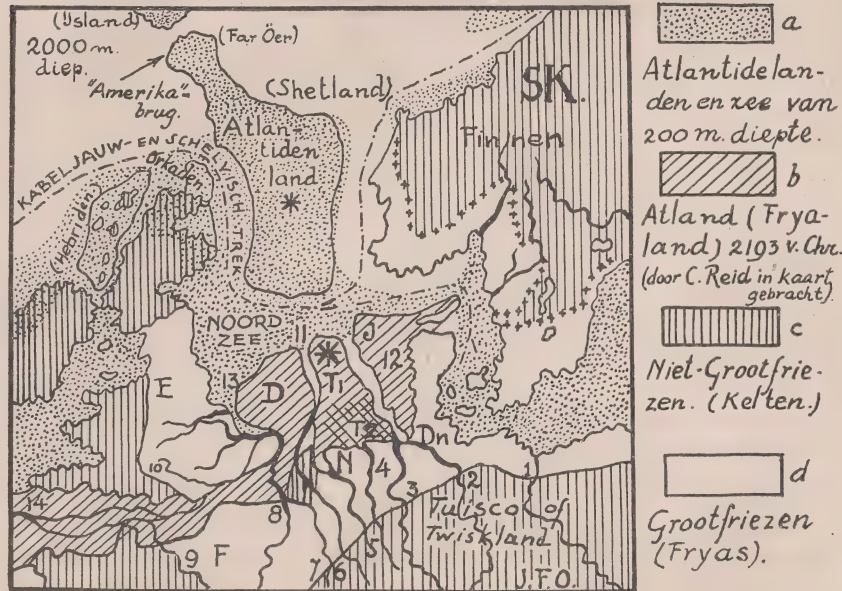 (IJsland)
2000 m.
diep.
(Far Öer)
"Amerika"-
brug.
(Shetland)
Atlan-
tiden
land
KABELJAUW-EN SCHELVISCH-TREK
Orkaden
(Hebriden)
SK.
Finnen
NOORD
ZEE
11
J
12
13
D
T1
T2
E
10
N
4
Dn
14
8
3
2
1
9
F
7
6
5
Tuisco of
Twiskland
J.F.O.
a
Atlantidelan-
den en zee van
200 m. diepte.
b
Atland (Frya-
land) 2193 v. Chr.
(door C. Reid in kaart
gebracht).
c
Niet-Grootfrie-
zen. (Kelten.)
d
Grootfriezen
(Fryas).